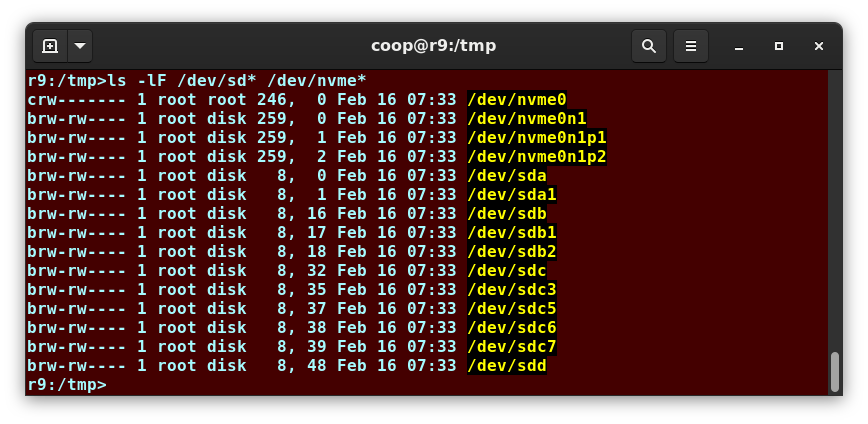 coop@r9:/tmp
r9:/tmp>ls -lF /dev/sd* /dev/nvme*
crw------- 1 root root 246,  0 Feb 16 07:33 /dev/nvme0
brw-rw---- 1 root disk 259,  0 Feb 16 07:33 /dev/nvme0n1
brw-rw---- 1 root disk 259,  1 Feb 16 07:33 /dev/nvme0n1p1
brw-rw---- 1 root disk 259,  2 Feb 16 07:33 /dev/nvme0n1p2
brw-rw---- 1 root disk   8,  0 Feb 16 07:33 /dev/sda
brw-rw---- 1 root disk   8,  1 Feb 16 07:33 /dev/sda1
brw-rw---- 1 root disk   8, 16 Feb 16 07:33 /dev/sdb
brw-rw---- 1 root disk   8, 17 Feb 16 07:33 /dev/sdb1
brw-rw---- 1 root disk   8, 18 Feb 16 07:33 /dev/sdb2
brw-rw---- 1 root disk   8, 32 Feb 16 07:33 /dev/sdc
brw-rw---- 1 root disk   8, 35 Feb 16 07:33 /dev/sdc3
brw-rw---- 1 root disk   8, 37 Feb 16 07:33 /dev/sdc5
brw-rw---- 1 root disk   8, 38 Feb 16 07:33 /dev/sdc6
brw-rw---- 1 root disk   8, 39 Feb 16 07:33 /dev/sdc7
brw-rw---- 1 root disk   8, 48 Feb 16 07:33 /dev/sdd
r9:/tmp>